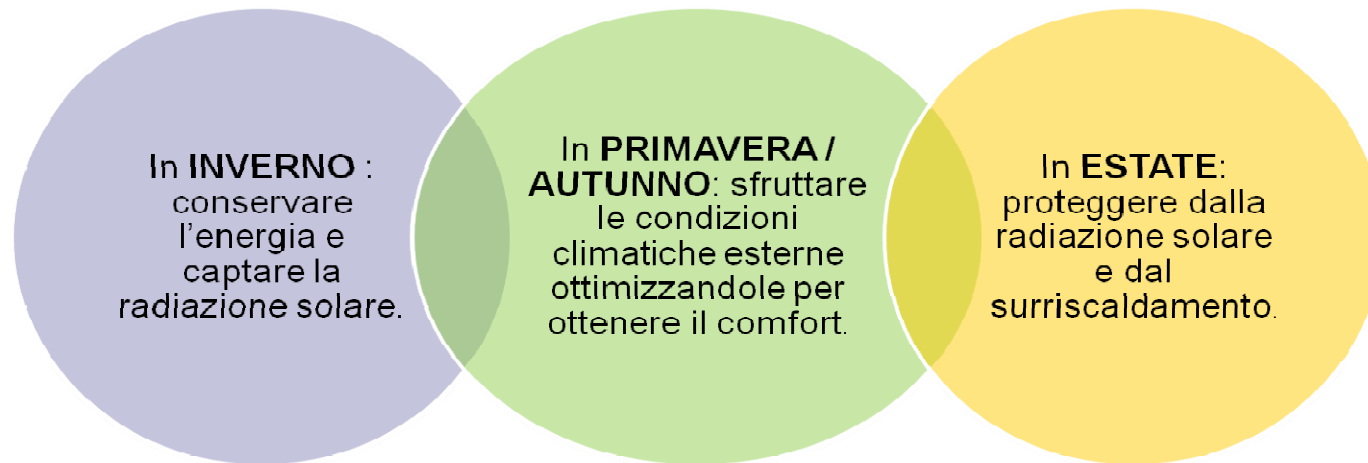 In INVERNO :
conservare
l'energia e
captare la
radiazione solare.
In PRIMAVERA /
AUTUNNO: sfruttare
le condizioni
climatiche esterne
ottimizzandole per
ottenere il comfort.
In ESTATE:
proteggere dalla
radiazione solare
e dal
surriscaldamento.